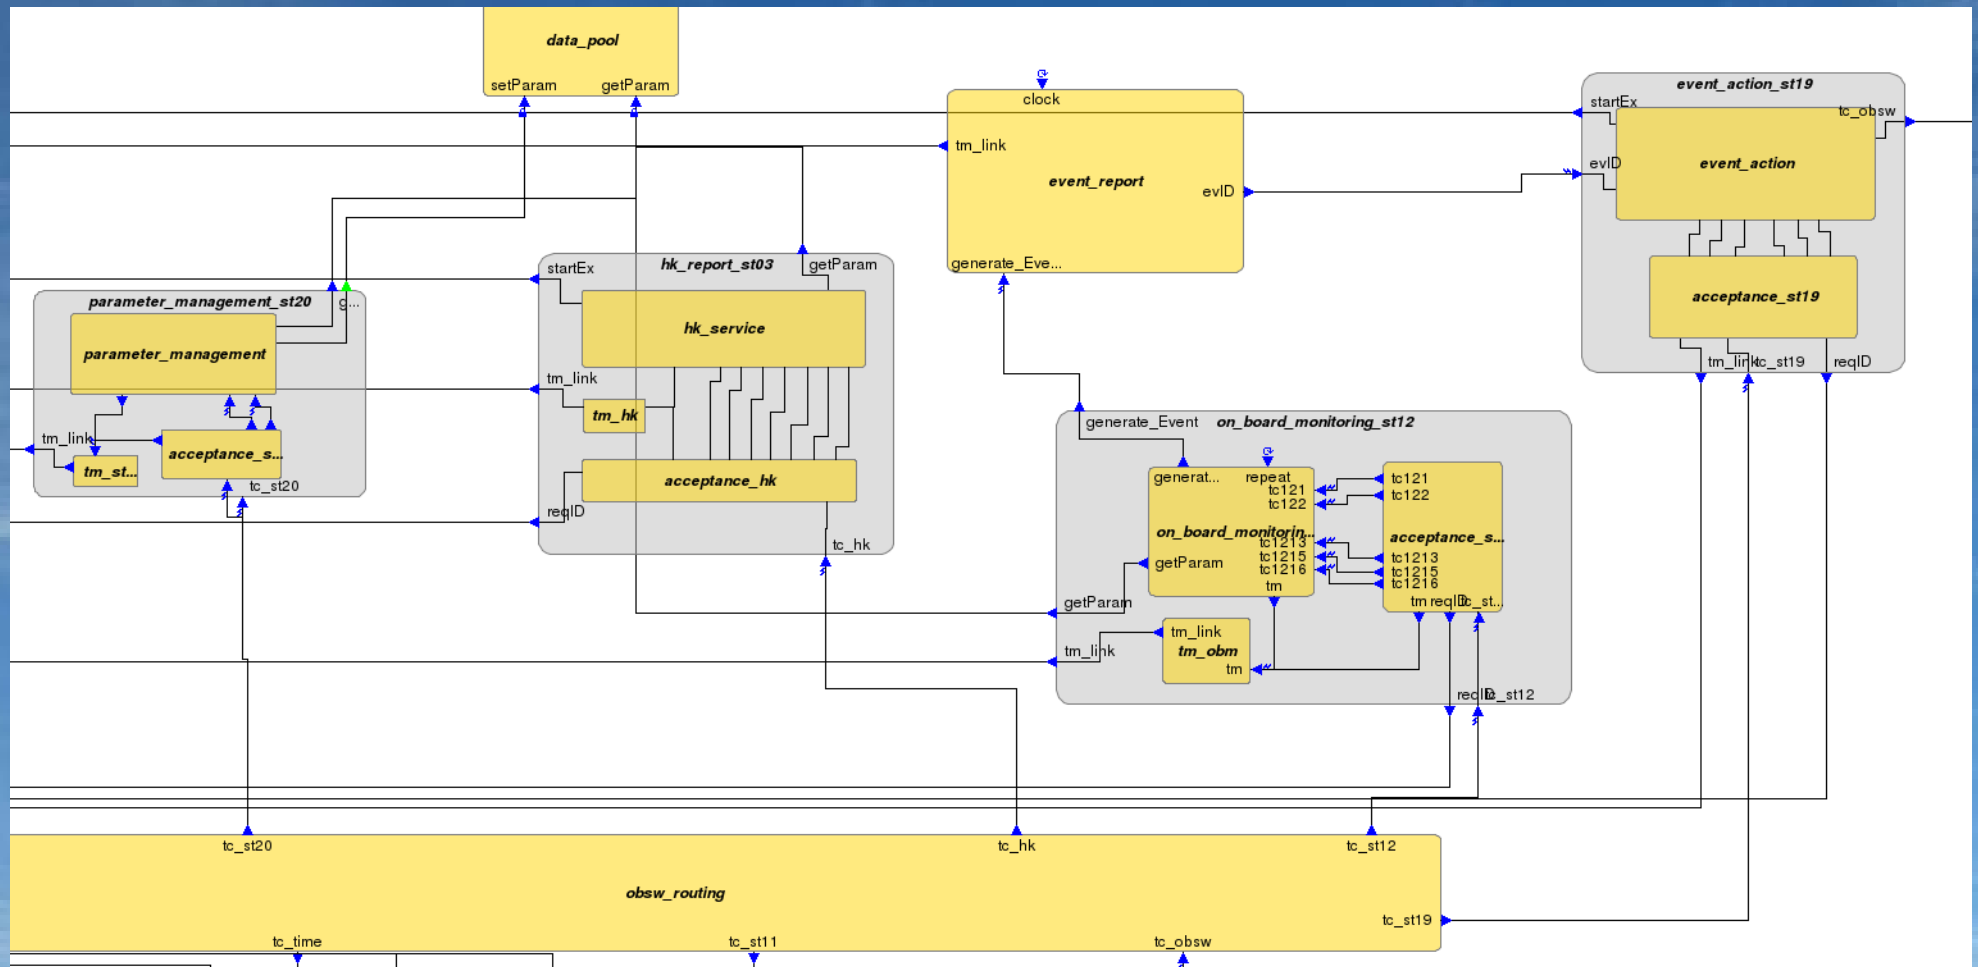 data_pool
setParam
getParam
clock
tm_link
event_report
evID
generate_Eve...
event_action_st19
startEx
tc_obsw
evID
event_action
acceptance_st19
tm_link
tc_st19
reqID
hk_report_st03
getParam
startEx
hk_service
tm_link
tm_hk
acceptance_hk
reqID
tc_hk
parameter_management_st20
g...
parameter_management
tm_link
acceptance_s...
tm_st...
tc_st20
generate_Event
on_board_monitoring_st12
generat...
repeat
tc121
tc122
on_board_monitorin...
tc1213
tc1215
tc1216
getParam
tm
tc121
tc122
acceptance_s...
tc1213
tc1215
tc1216
tm
reqID
tc_st...
getParam
tm_link
tm_link
tm_obm
tm
reqID
tc_st12
tc_st20
tc_hk
tc_st12
obsw_routing
tc_st19
tc_time
tc_st11
tc_obsw